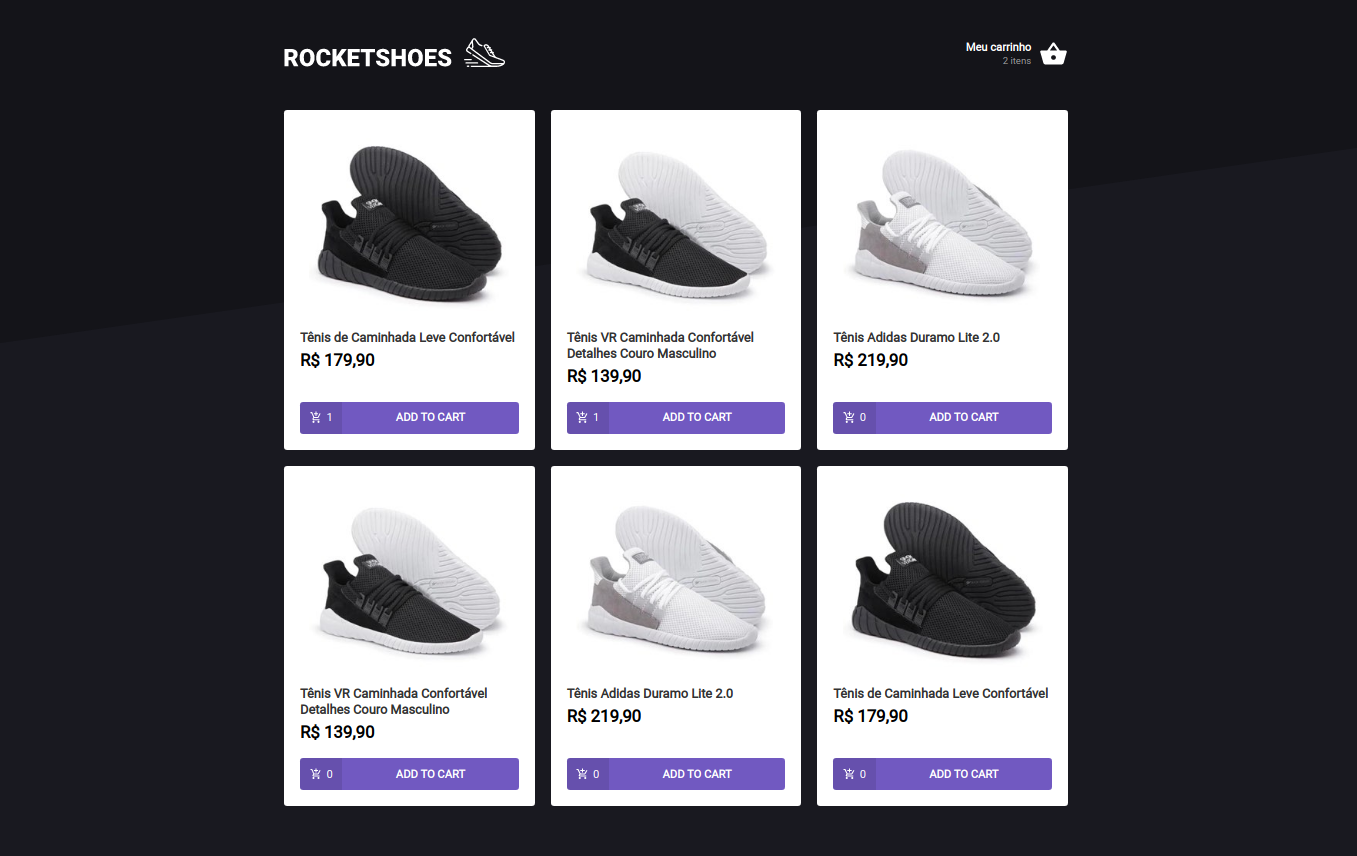 ROCKETSHOES
Meu carrinho
2 itens
Tênis de Caminhada Leve Confortável
R$ 179,90
1 ADD TO CART
Tênis VR Caminhada Confortável
Detalhes Couro Masculino
R$ 139,90
1 ADD TO CART
Tênis Adidas Duramo Lite 2.0
R$ 219,90
0 ADD TO CART
Tênis VR Caminhada Confortável
Detalhes Couro Masculino
R$ 139,90
0 ADD TO CART
Tênis Adidas Duramo Lite 2.0
R$ 219,90
0 ADD TO CART
Tênis de Caminhada Leve Confortável
R$ 179,90
0 ADD TO CART